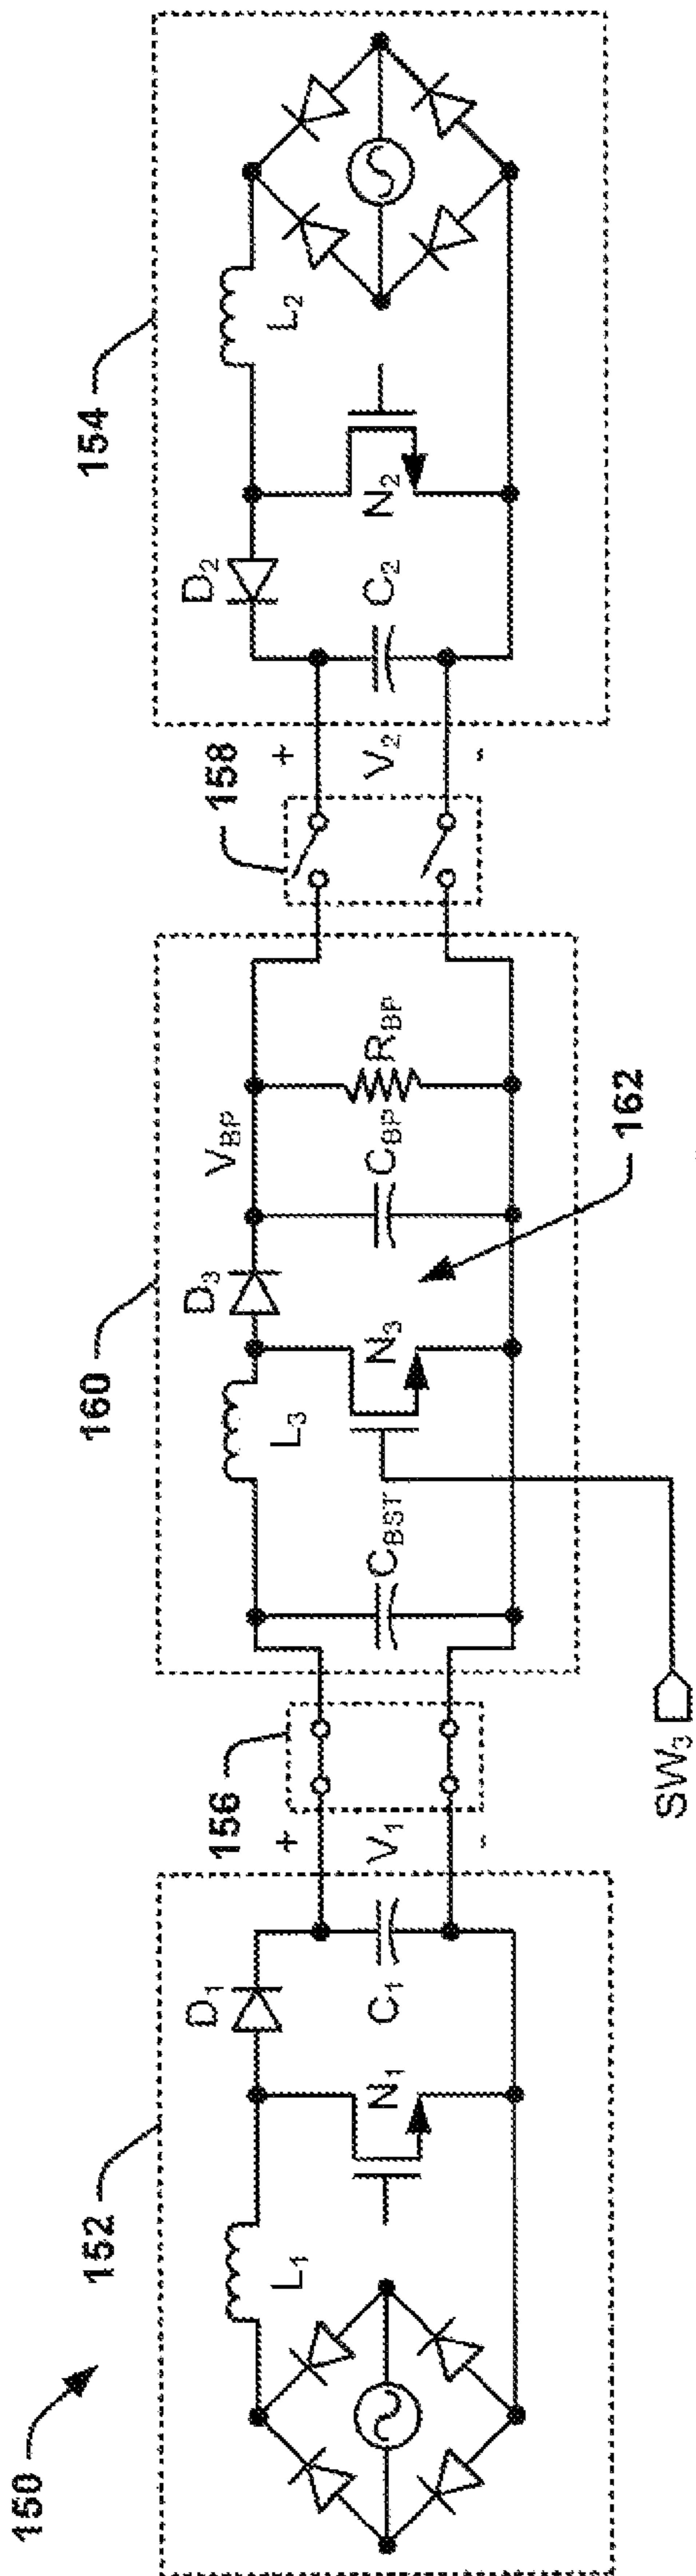 150
152
L₁
N₁
D₁
C₁
+
V₁
-
156
160
C_BST
L₃
N₃
D₃
V_BP
C_BP
R_BP
162
SW₃
158
+
V₂
-
154
D₂
C₂
N₂
L₂